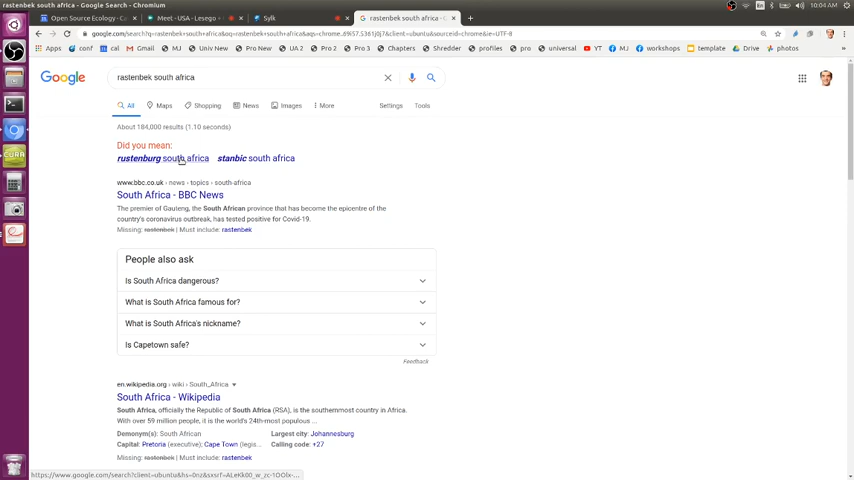 rastenbek south africa - Google Search - Chromium
En
10:04 AM
Open Source Ecology - Ca
Meet - USA - Lesego -
Sylk
rastenbek south africa - G
google.com/search?q=rastenbek+south+africa&oq=rastenbek+south+africa&aqs=chrome..69i57.5361j0j7&client=ubuntu&sourceid=chrome&ie=UTF-8
Apps
conf
cal
Gmail
MJ
Univ New
Pro New
UA 2
Pro 2
Pro 3
Chapters
Shredder
profiles
pro
universal
YT
MJ
workshops
template
Drive
photos
Google
rastenbek south africa
All
Maps
Shopping
News
Images
More
Settings
Tools
About 184,000 results (1.10 seconds)
Did you mean:
rustenburg south africa stanbic south africa
www.bbc.co.uk › news › topics › south-africa
South Africa - BBC News
The premier of Gauteng, the South African province that has become the epicentre of the
country's coronavirus outbreak, has tested positive for Covid-19.
Missing: rastenbek | Must include: rastenbek
People also ask
Is South Africa dangerous?
What is South Africa famous for?
What is South Africa's nickname?
Is Capetown safe?
Feedback
en.wikipedia.org › wiki › South_Africa
South Africa - Wikipedia
South Africa, officially the Republic of South Africa (RSA), is the southernmost country in Africa.
With over 59 million people, it is the world's 24th-most populous ...
Demonym(s): South African
Largest city: Johannesburg
Capital: Pretoria (executive); Cape Town (legis...
Calling code: +27
Missing: rastenbek | Must include: rastenbek
CURA